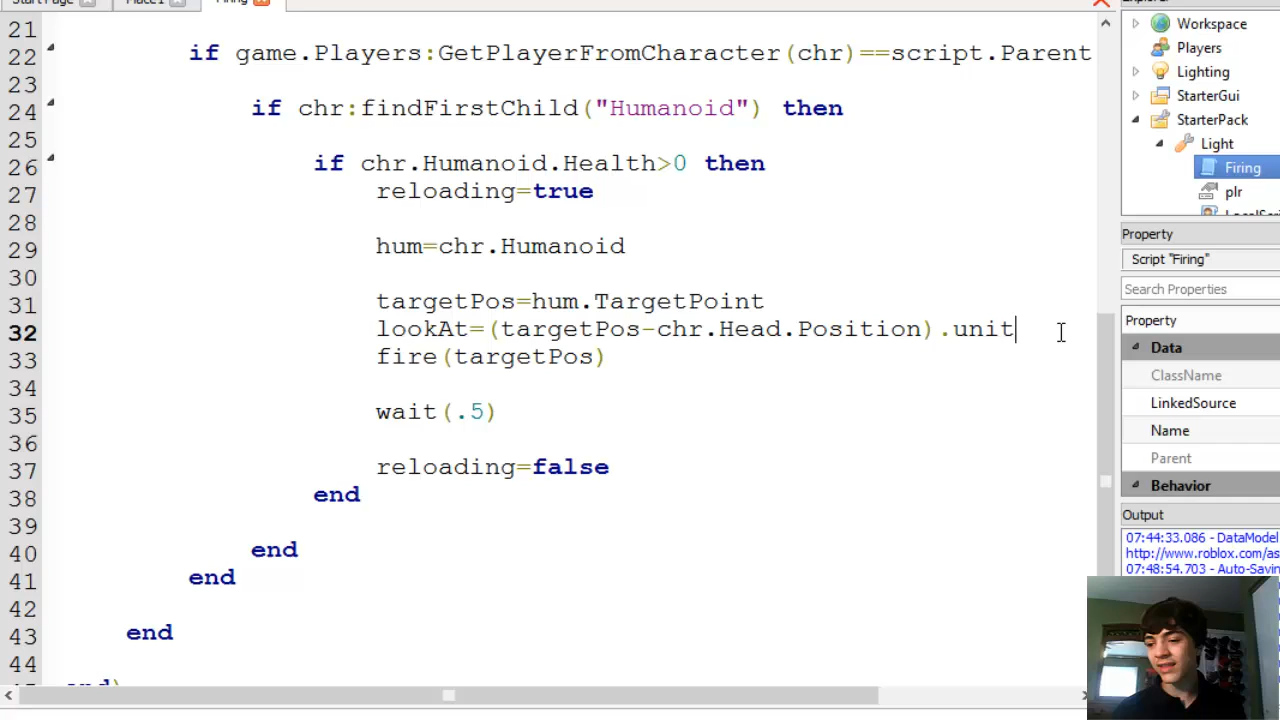 21
22 if game.Players:GetPlayerFromCharacter(chr)==script.Parent
23
24 if chr:findFirstChild("Humanoid") then
25
26 if chr.Humanoid.Health>0 then
27 reloading=true
28
29 hum=chr.Humanoid
30
31 targetPos=hum.TargetPoint
32 lookAt=(targetPos-chr.Head.Position).unit
33 fire(targetPos)
34
35 wait(.5)
36
37 reloading=false
38 end
39
40 end
41 end
42
43 end
44
Workspace
Players
Lighting
StarterGui
StarterPack
Light
Firing
plr
Property
Script "Firing"
Search Properties
Property
Data
ClassName
LinkedSource
Name
Parent
Behavior
Output
07:44:33.086 - DataModel
http://www.roblox.com/as
07:48:54.703 - Auto-Savin